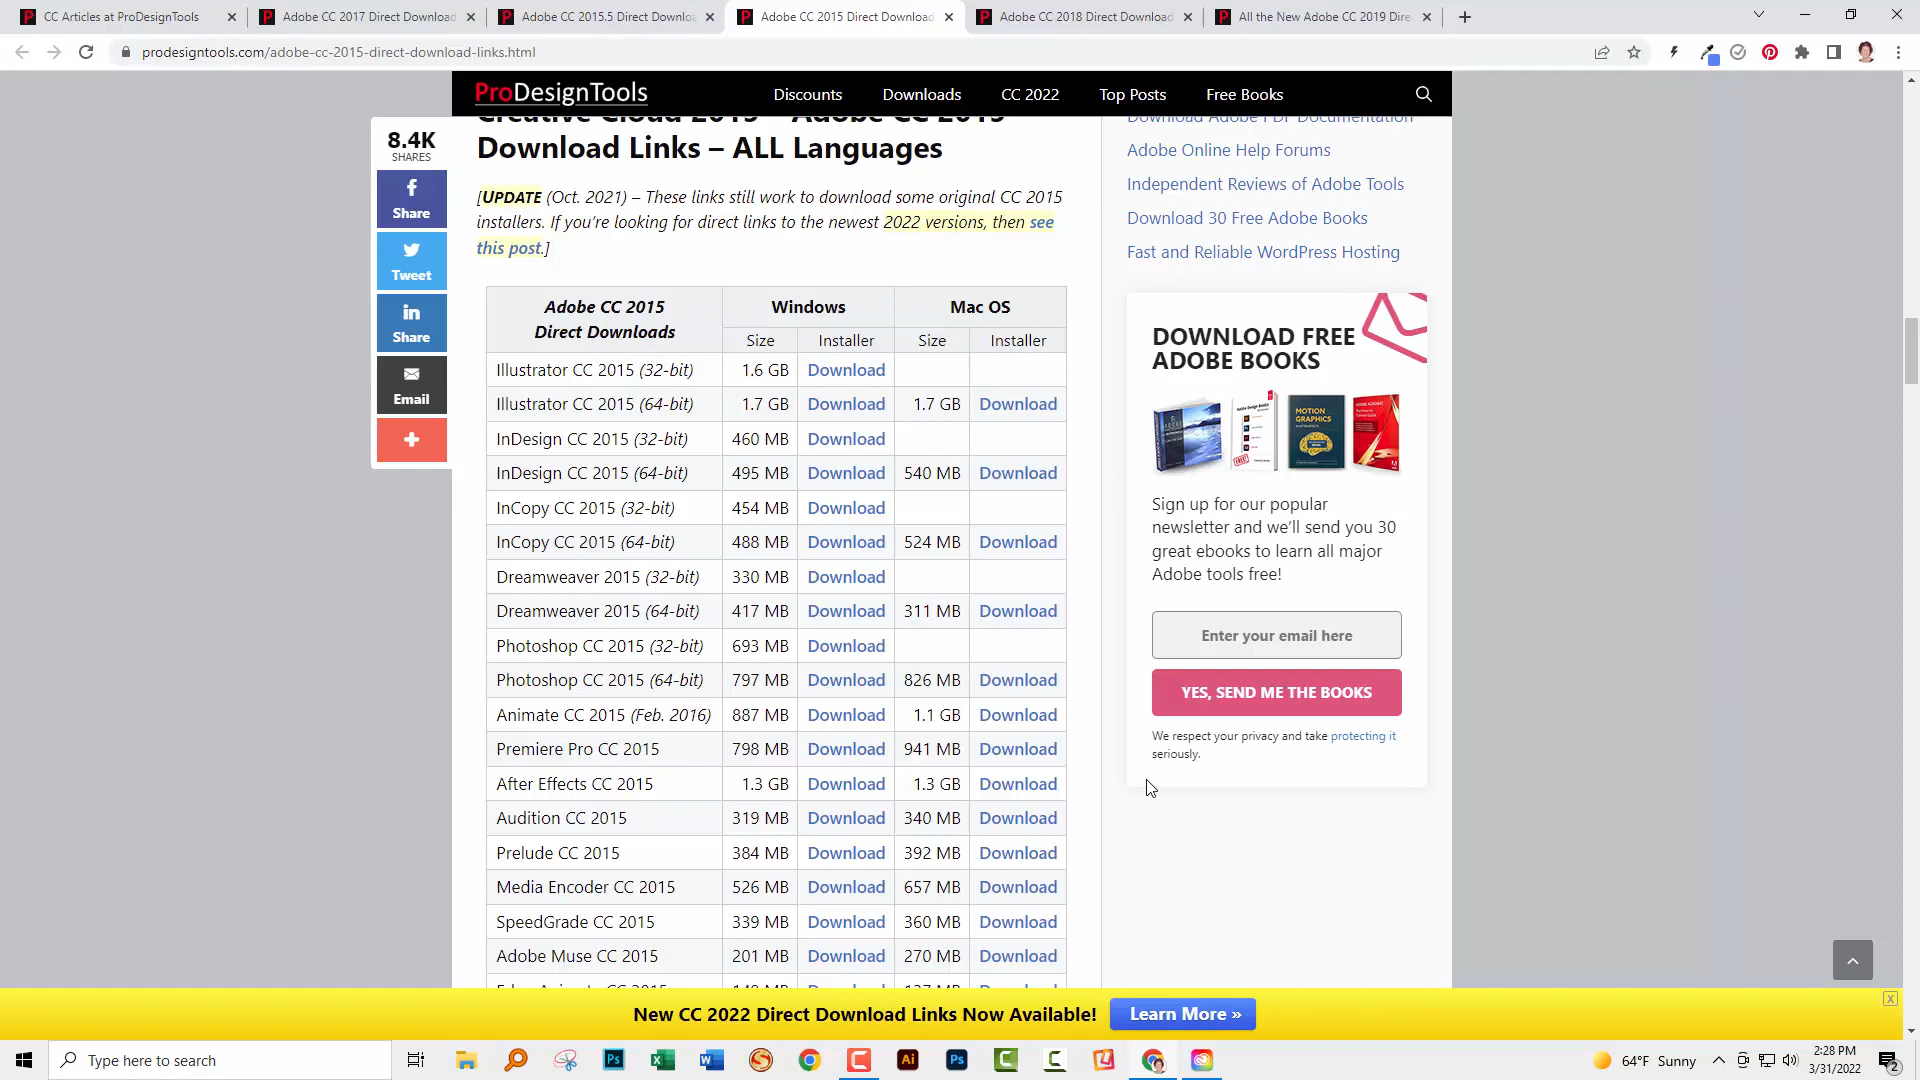 CC Articles at ProDesignTools
Adobe CC 2017 Direct Download
Adobe CC 2015.5 Direct Downlo
Adobe CC 2015 Direct Download
Adobe CC 2018 Direct Download
All the New Adobe CC 2019 Dire
prodesigntools.com/adobe-cc-2015-direct-download-links.html
ProDesignTools
Discounts
Downloads
CC 2022
Top Posts
Free Books
8.4K
SHARES
Share
Tweet
Share
Email
Creative Cloud 2015 – Adobe CC 2015
Download Links – ALL Languages
[UPDATE (Oct. 2021) – These links still work to download some original CC 2015
installers. If you're looking for direct links to the newest 2022 versions, then see
this post.]
Adobe CC 2015 Direct Downloads Windows Mac OS
Size Installer Size Installer
Illustrator CC 2015 (32-bit) 1.6 GB Download
Illustrator CC 2015 (64-bit) 1.7 GB Download 1.7 GB Download
InDesign CC 2015 (32-bit) 460 MB Download
InDesign CC 2015 (64-bit) 495 MB Download 540 MB Download
InCopy CC 2015 (32-bit) 454 MB Download
InCopy CC 2015 (64-bit) 488 MB Download 524 MB Download
Dreamweaver 2015 (32-bit) 330 MB Download
Dreamweaver 2015 (64-bit) 417 MB Download 311 MB Download
Photoshop CC 2015 (32-bit) 693 MB Download
Photoshop CC 2015 (64-bit) 797 MB Download 826 MB Download
Animate CC 2015 (Feb. 2016) 887 MB Download 1.1 GB Download
Premiere Pro CC 2015 798 MB Download 941 MB Download
After Effects CC 2015 1.3 GB Download 1.3 GB Download
Audition CC 2015 319 MB Download 340 MB Download
Prelude CC 2015 384 MB Download 392 MB Download
Media Encoder CC 2015 526 MB Download 657 MB Download
SpeedGrade CC 2015 339 MB Download 360 MB Download
Adobe Muse CC 2015 201 MB Download 270 MB Download
Download Adobe PDF Documentation
Adobe Online Help Forums
Independent Reviews of Adobe Tools
Download 30 Free Adobe Books
Fast and Reliable WordPress Hosting
DOWNLOAD FREE
ADOBE BOOKS
MOTION
GRAPHICS
Sign up for our popular
newsletter and we'll send you 30
great ebooks to learn all major
Adobe tools free!
Enter your email here
YES, SEND ME THE BOOKS
We respect your privacy and take protecting it
seriously.
New CC 2022 Direct Download Links Now Available!
Learn More »
Type here to search
64°F Sunny
2:28 PM
3/31/2022
2